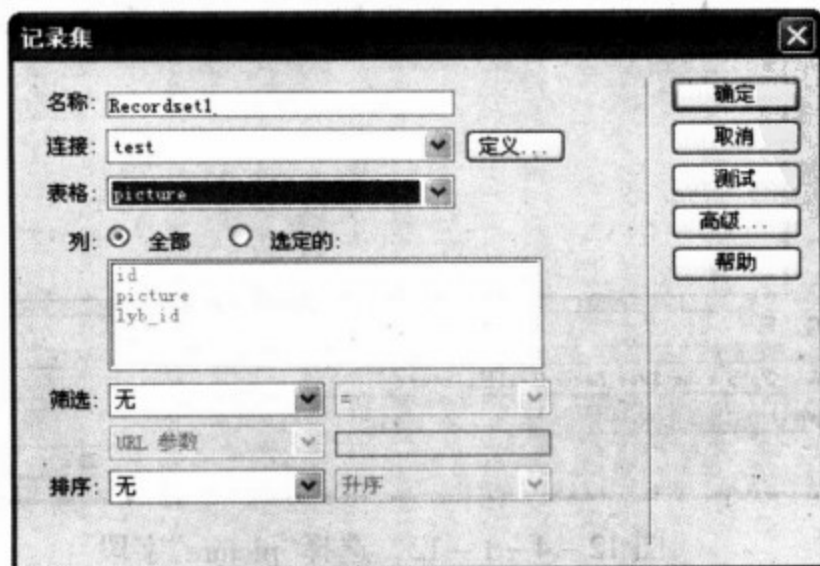 记录集
名称: Recordset1
连接: test 定义...
表格: picture
列: 全部 选定的:
id
picture
lyb_id
筛选: 无 =
URL 参数
排序: 无 升序
确定
取消
测试
高级...
帮助